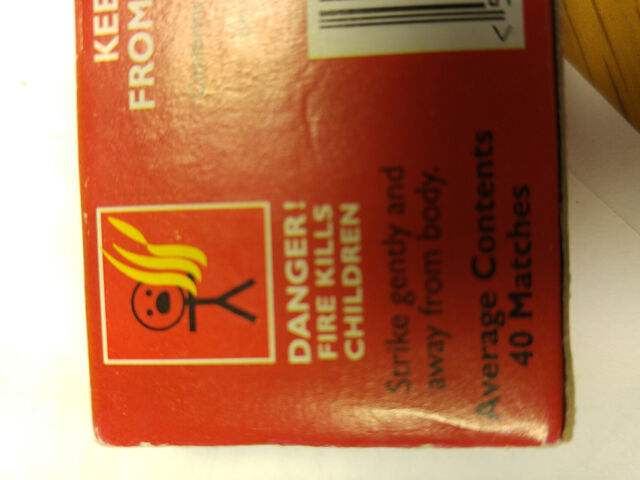 KEE
FROM
DANGER!
FIRE KILLS
CHILDREN
Strike gently and
away from body.
Average Contents
40 Matches